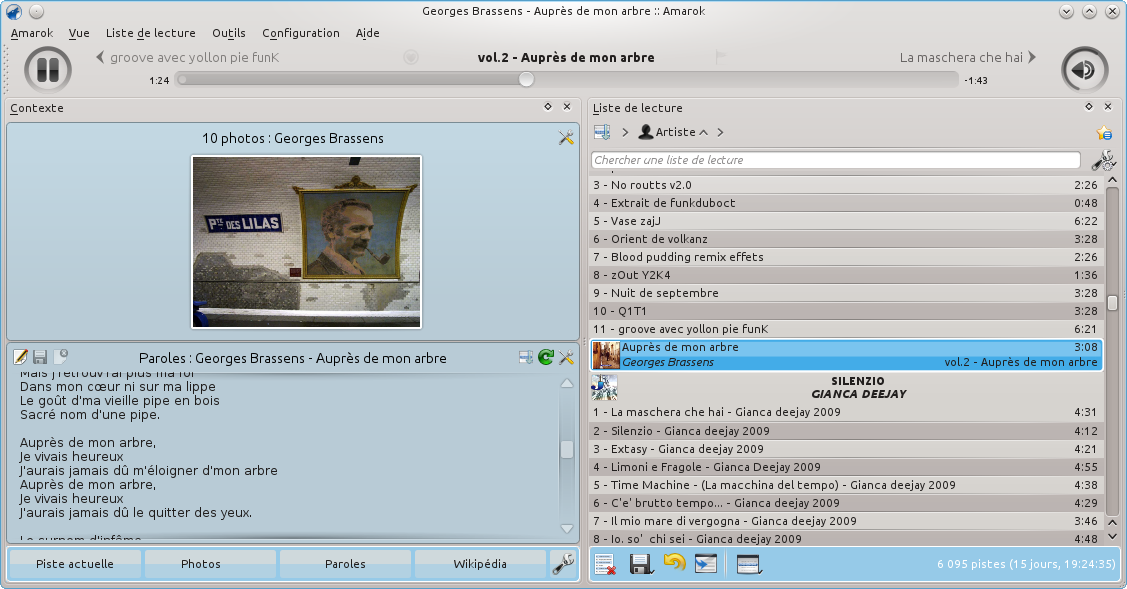 Georges Brassens - Auprès de mon arbre :: Amarok
Amarok Vue Liste de lecture Outils Configuration Aide
groove avec yollon pie funK
vol.2 - Auprès de mon arbre
La maschera che hai
1:24
-1:43
Contexte
10 photos : Georges Brassens
PTE DES LILAS
Paroles : Georges Brassens - Auprès de mon arbre
Mais j'retrouv'rai plus ma foi
Dans mon cœur ni sur ma lippe
Le goût d'ma vieille pipe en bois
Sacré nom d'une pipe.
Auprès de mon arbre,
Je vivais heureux
J'aurais jamais dû m'éloigner d'mon arbre
Auprès de mon arbre,
Je vivais heureux
J'aurais jamais dû le quitter des yeux.
Le surnom d'infâme
Piste actuelle
Photos
Paroles
Wikipédia
Liste de lecture
Artiste
Chercher une liste de lecture
3 - No routts v2.0 2:26
4 - Extrait de funkduboct 0:48
5 - Vase zajJ 6:22
6 - Orient de volkanz 3:28
7 - Blood pudding remix effets 2:26
8 - zOut Y2K4 1:36
9 - Nuit de septembre 3:28
10 - Q1T1 3:28
11 - groove avec yollon pie funK 6:21
Auprès de mon arbre 3:08
Georges Brassens vol.2 - Auprès de mon arbre
SILENZIO
GIANCA DEEJAY
1 - La maschera che hai - Gianca deejay 2009 4:31
2 - Silenzio - Gianca deejay 2009 4:12
3 - Extasy - Gianca deejay 2009 4:21
4 - Limoni e Fragole - Gianca Deejay 2009 4:55
5 - Time Machine - (La macchina del tempo) - Gianca deejay 2009 4:38
6 - C'e' brutto tempo... - Gianca deejay 2009 4:29
7 - Il mio mare di vergogna - Gianca deejay 2009 3:46
8 - Io. so' chi sei - Gianca deejay 2009 4:48
6 095 pistes (15 jours, 19:24:35)